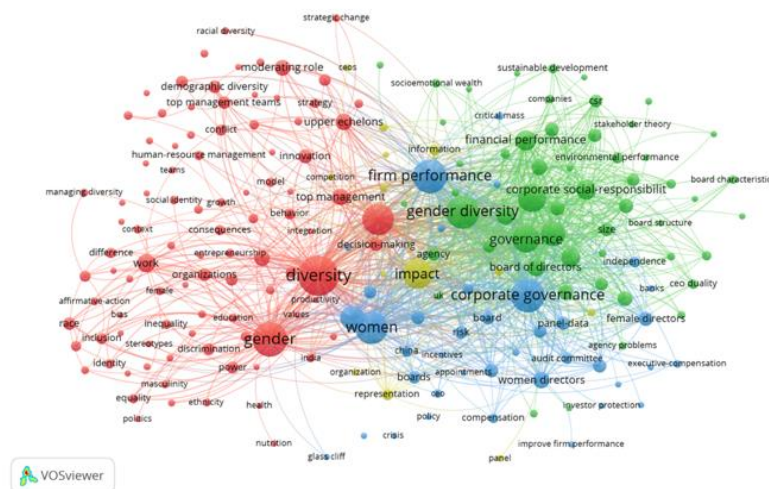 strategic change
racial diversity
ceos
moderating role
sustainable development
socioemotional wealth
demographic diversity
companies
csr
top management teams
strategy
critical mass
upper echelons
stakeholder theory
conflict
financial performance
information
human-resource management
innovation
environmental performance
teams
competition
firm performance
model
board characteristic
managing diversity
social identity
growth
top management
corporate social-responsibilit
behavior
gender diversity
context
consequences
integration
size
board structure
decision-making
governance
difference
entrepreneurship
agency
independence
work
organizations
diversity
impact
board of directors
banks
ceo duality
female
productivity
uk
corporate governance
affirmative-action
bias
education
values
race
inequality
women
risk
board
panel-data
female directors
inclusion
stereotypes
gender
discrimination
china
incentives
audit committee
agency problems
identity
power
india
executive-compensation
masculinity
organization
boards
appointments
women directors
equality
ethnicity
representation
ceo
politics
health
policy
compensation
investor protection
nutrition
crisis
improve firm performance
glass cliff
panel
VOSviewer